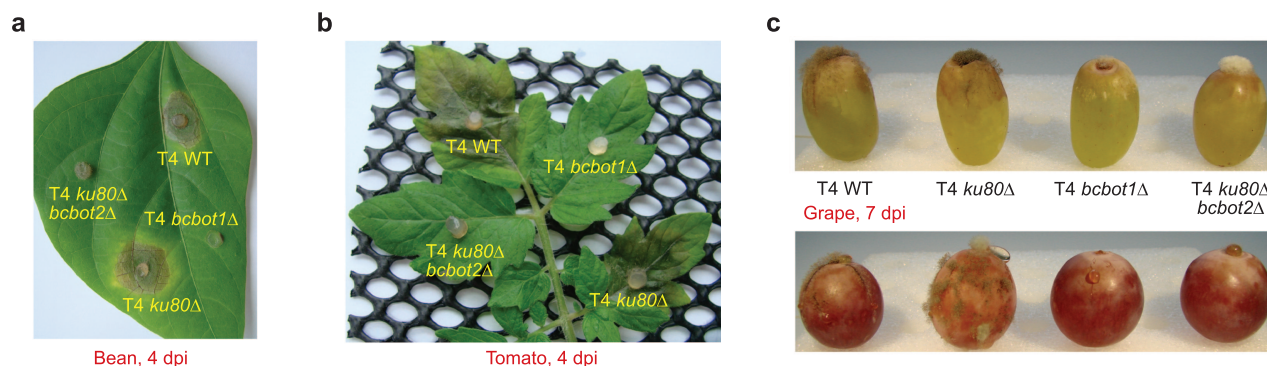 a
T4 WT
T4 ku80Δ
bcbot2Δ
T4 bcbot1Δ
T4 ku80Δ
Bean, 4 dpi
b
T4 WT
T4 bcbot1Δ
T4 ku80Δ
bcbot2Δ
T4 ku80Δ
Tomato, 4 dpi
c
T4 WT
T4 ku80Δ
T4 bcbot1Δ
T4 ku80Δ
bcbot2Δ
Grape, 7 dpi